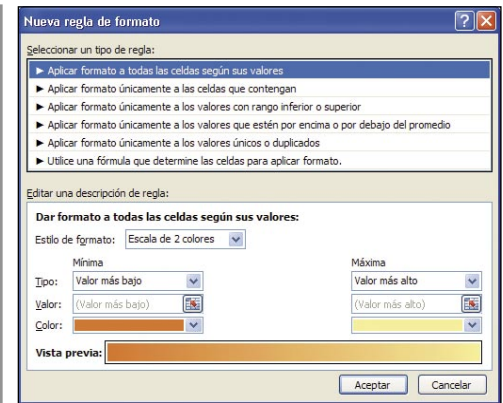 Nueva regla de formato
Seleccionar un tipo de regla:
► Aplicar formato a todas las celdas según sus valores
► Aplicar formato únicamente a las celdas que contengan
► Aplicar formato únicamente a los valores con rango inferior o superior
► Aplicar formato únicamente a los valores que estén por encima o por debajo del promedio
► Aplicar formato únicamente a los valores únicos o duplicados
► Utilice una fórmula que determine las celdas para aplicar formato.
Editar una descripción de regla:
Dar formato a todas las celdas según sus valores:
Estilo de formato: Escala de 2 colores
Mínima Máxima
Tipo: Valor más bajo Valor más alto
Valor: (Valor más bajo) (Valor más alto)
Color:
Vista previa:
Aceptar Cancelar